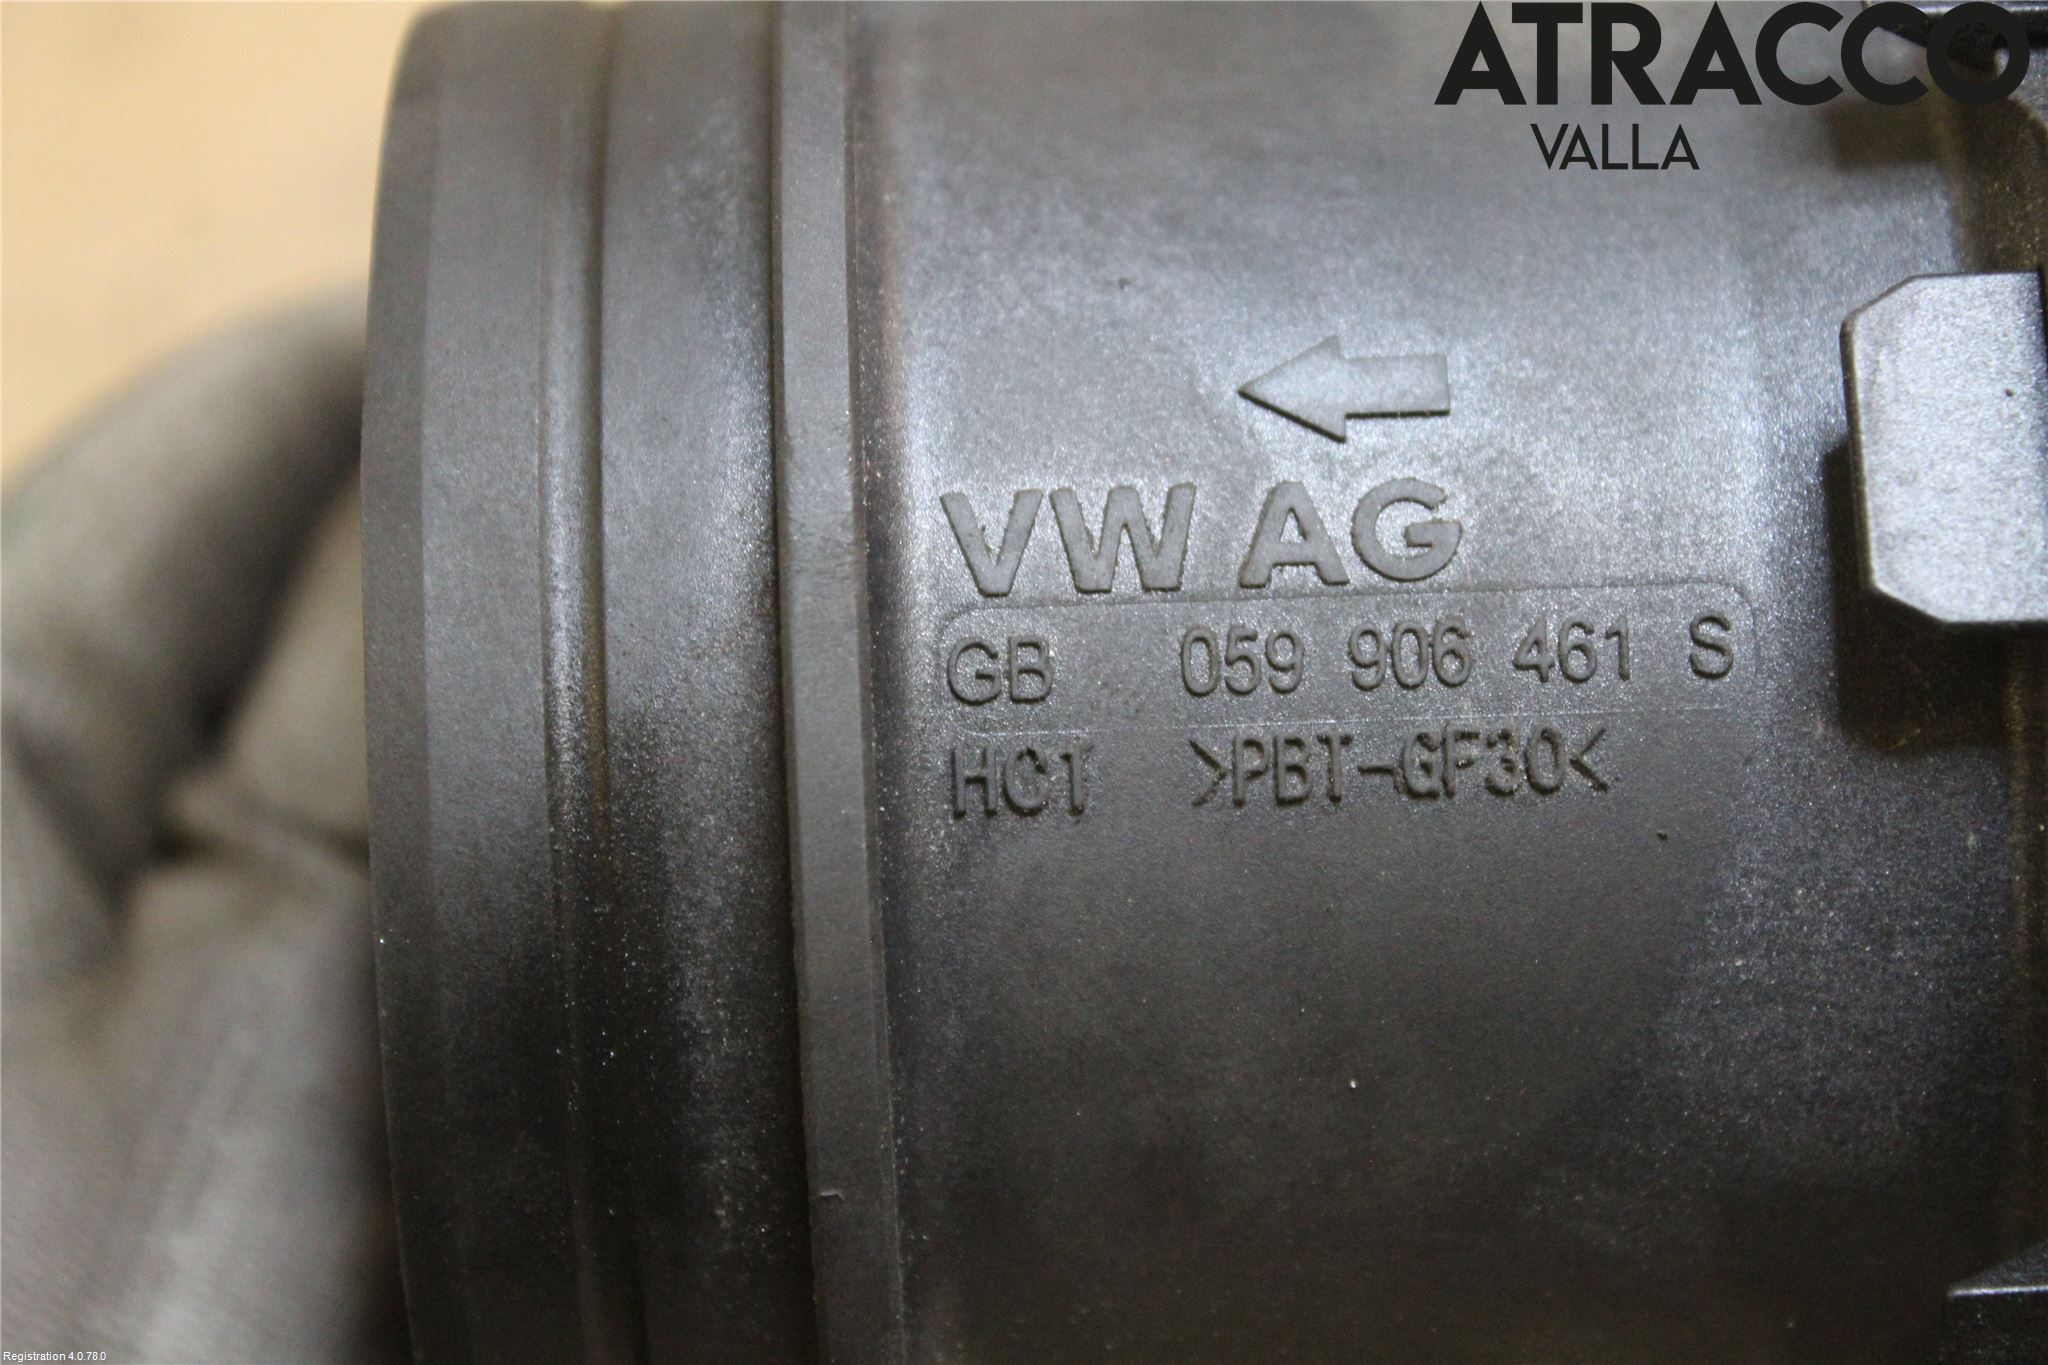 ATRACCO
VALLA
VW AG
GB 059 906 461 S
HC1 >PBT-GF30<
Registration 4.0.78.0